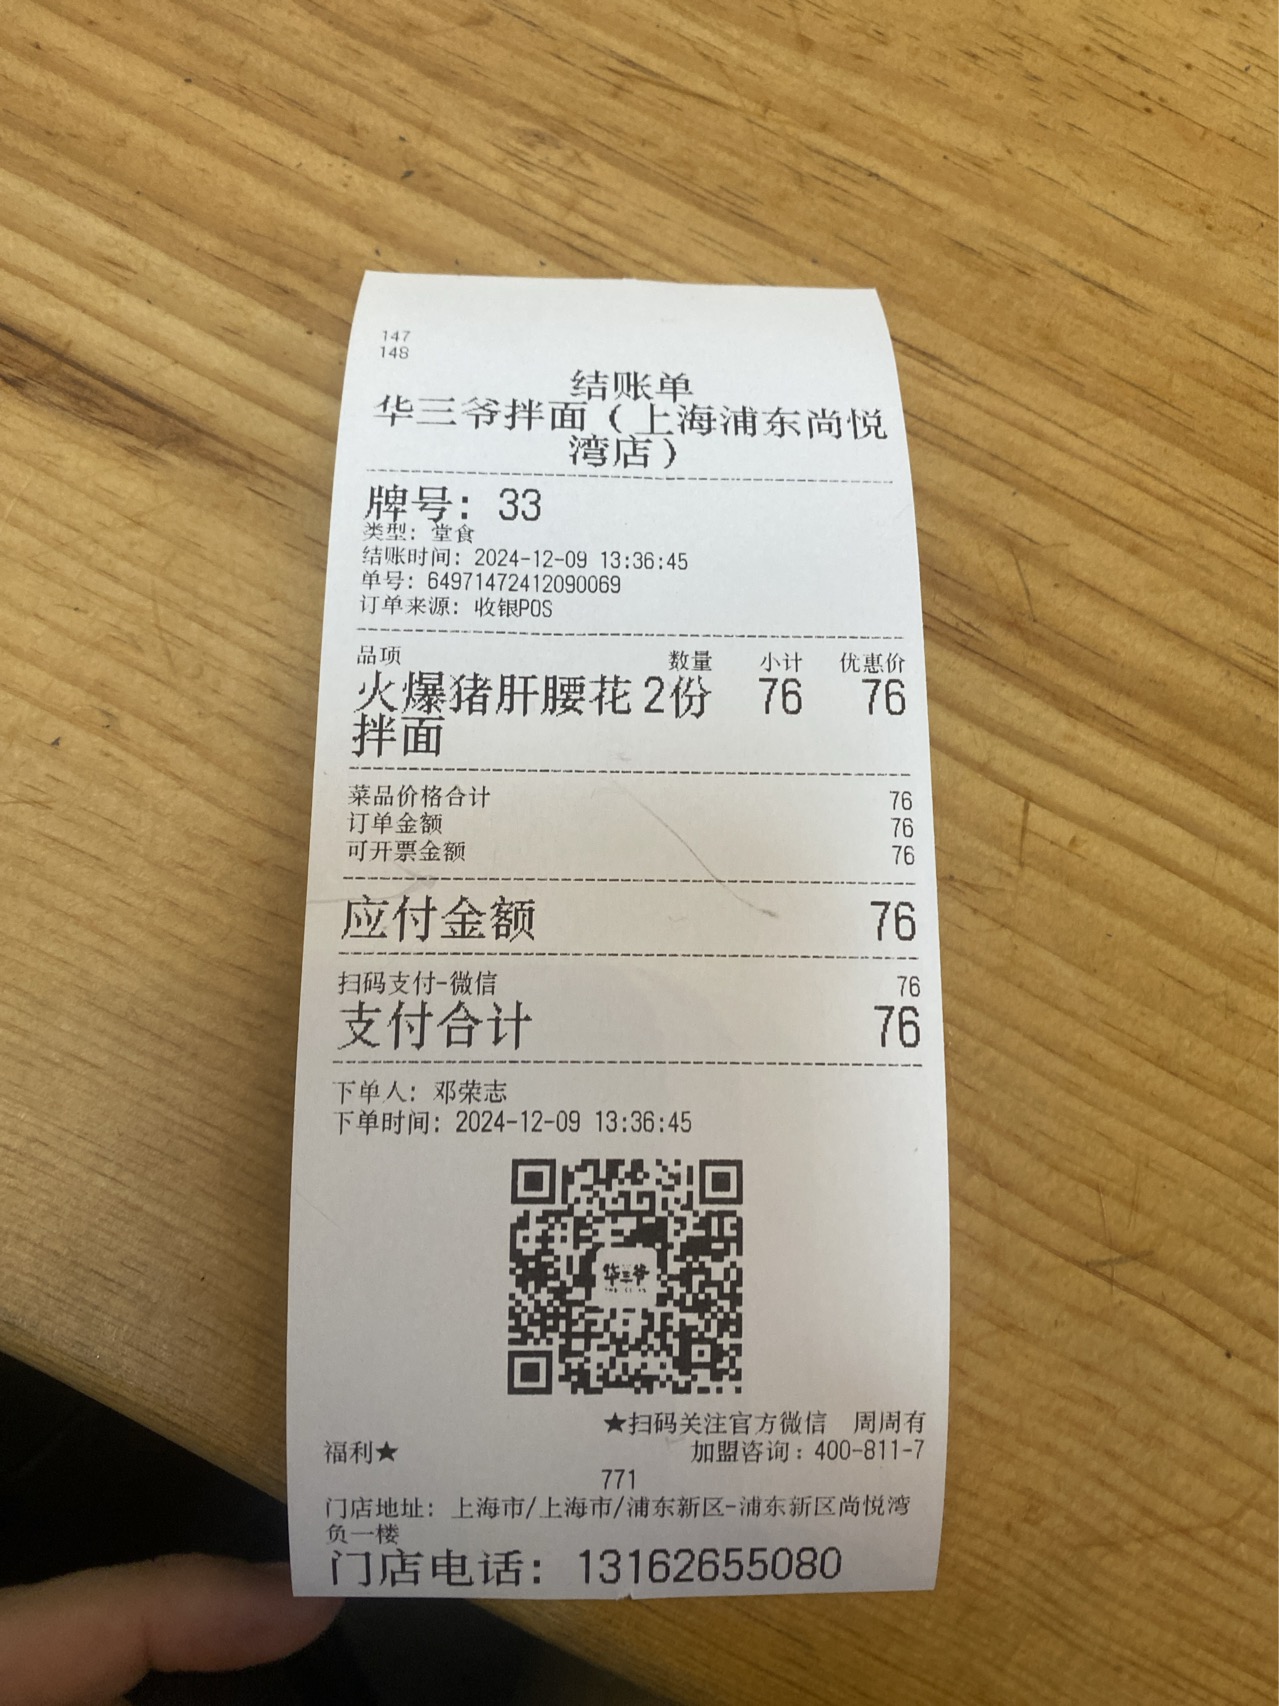 147
148
结账单
华三爷拌面（上海浦东尚悦
湾店）
牌号：33
类型：堂食
结账时间：2024-12-09 13:36:45
单号：64971472412090069
订单来源：收银POS
品项 数量 小计 优惠价
火爆猪肝腰花 2份 76 76
拌面
菜品价格合计 76
订单金额 76
可开票金额 76
应付金额 76
扫码支付-微信 76
支付合计 76
下单人：邓荣志
下单时间：2024-12-09 13:36:45
华三爷
★扫码关注官方微信 周周有
福利★ 加盟咨询：400-811-7
771
门店地址：上海市/上海市/浦东新区-浦东新区尚悦湾
负一楼
门店电话：13162655080